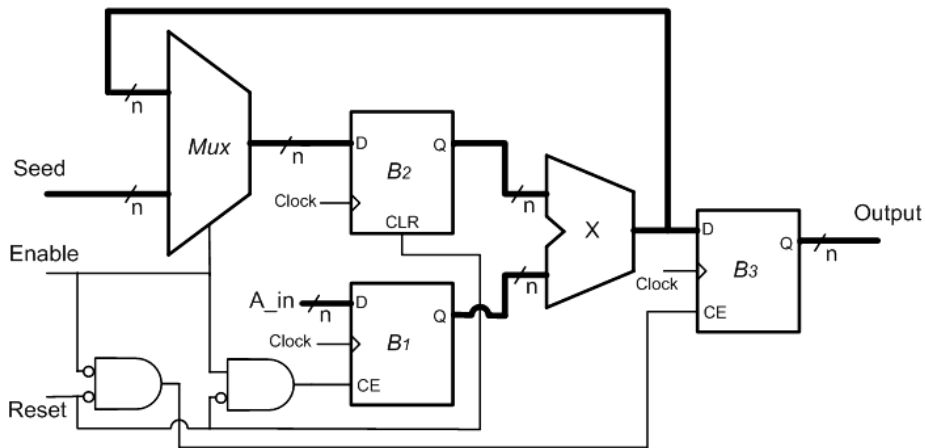 n
Mux
n
D
Q
B2
Clock
CLR
Seed
n
n
X
D
Q
Output
n
B3
Clock
CE
Enable
A_in
n
D
Q
n
Clock
B1
CE
Reset